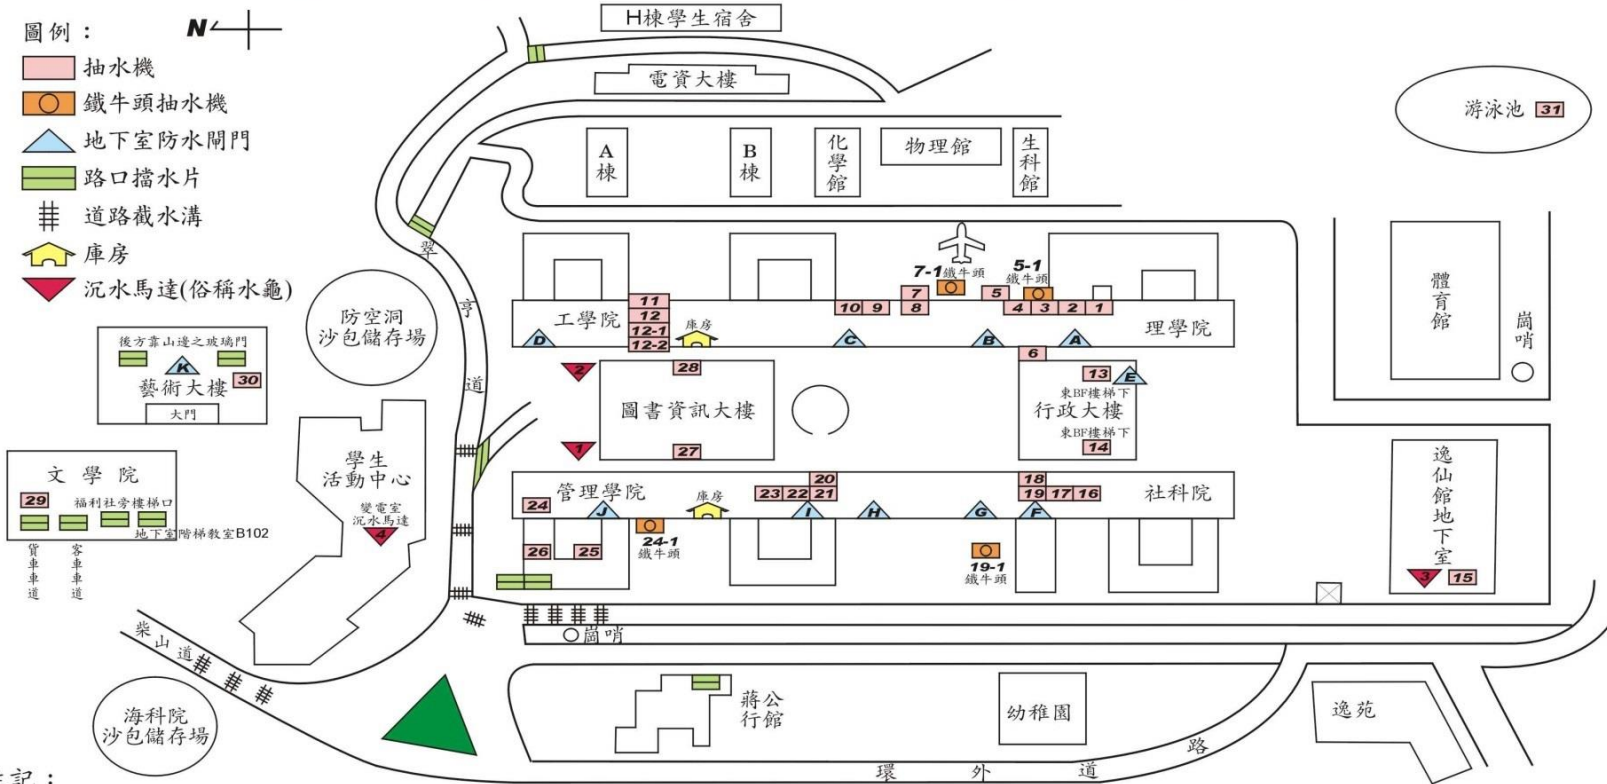 圖例：
抽水機
鐵牛頭抽水機
地下室防水閘門
路口擋水片
道路截水溝
庫房
沉水馬達(俗稱水龜)
N
H棟學生宿舍
電資大樓
A棟
B棟
化學館
物理館
生科館
游泳池 31
體育館
崗哨
翠亨道
防空洞
沙包儲存場
7-1 鐵牛頭
5-1
鐵牛頭
11
12
12-1
12-2
10 9
7
8
5
4 3 2 1
工學院
庫房
理學院
D
C
B
A
6
後方靠山邊之玻璃門
K
藝術大樓 30
大門
2
28
圖書資訊大樓
1
27
13
E
東BF樓梯下
行政大樓
東BF樓梯下
14
文學院
29
福利社旁樓梯口
地下室階梯教室B102
貨車車道
客車車道
學生
活動中心
變電室
沉水馬達
4
管理學院
24
J
庫房
20
23 22 21
I
H
G
F
18
19 17 16
社科院
24-1
鐵牛頭
26
25
19-1
鐵牛頭
逸仙館地下室
3
15
崗哨
柴山道
海科院
沙包儲存場
蔣公
行館
幼稚園
逸苑
環外道路
記：